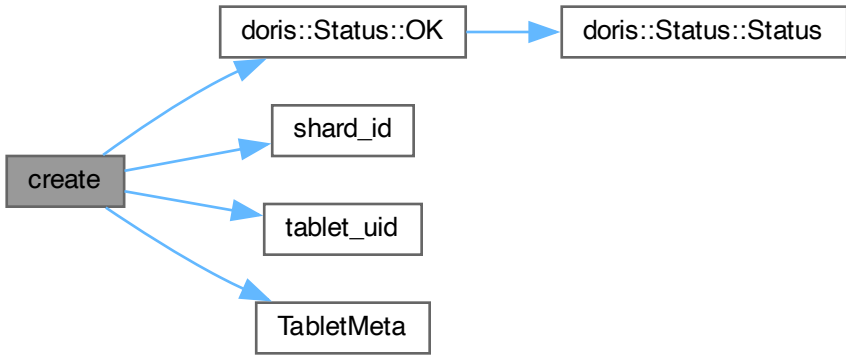 doris::Status::OK
doris::Status::Status
shard_id
create
tablet_uid
TabletMeta